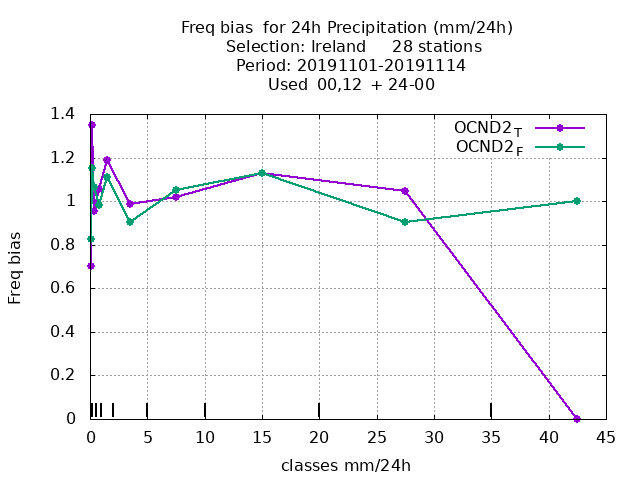 Freq bias  for 24h Precipitation (mm/24h)
Selection: Ireland     28 stations
Period: 20191101-20191114
Used  00,12  + 24-00
OCND2T
OCND2F
1.4
1.2
1
0.8
0.6
0.4
0.2
0
Freq bias
0 5 10 15 20 25 30 35 40 45
classes mm/24h